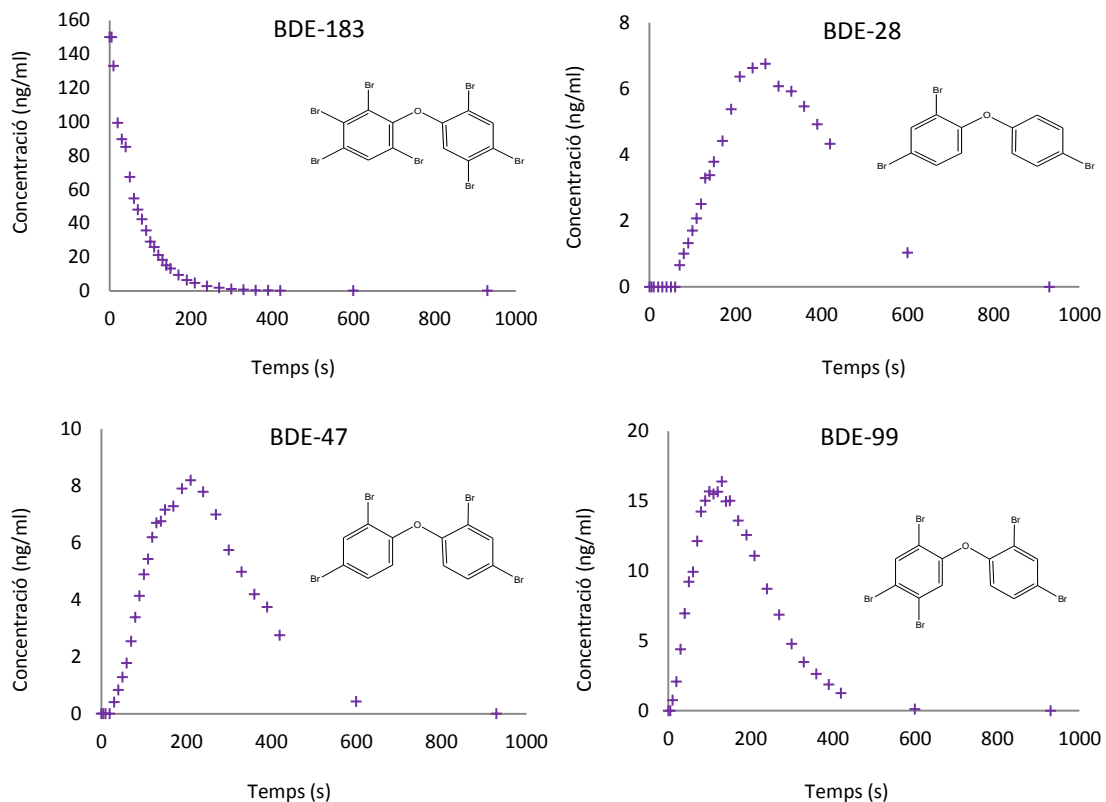 BDE-183
Concentració (ng/ml)
160
140
120
100
80
60
40
20
0
0 200 400 600 800 1000
Temps (s)
Br
Br
O
Br
Br
Br
Br
Br
BDE-28
Concentració (ng/ml)
8
6
4
2
0
0 200 400 600 800 1000
Temps (s)
Br
O
Br
Br
BDE-47
Concentració (ng/ml)
10
8
6
4
2
0
0 200 400 600 800 1000
Temps (s)
Br
O
Br
Br
Br
BDE-99
Concentració (ng/ml)
20
15
10
5
0
0 200 400 600 800 1000
Temps (s)
Br
O
Br
Br
Br
Br